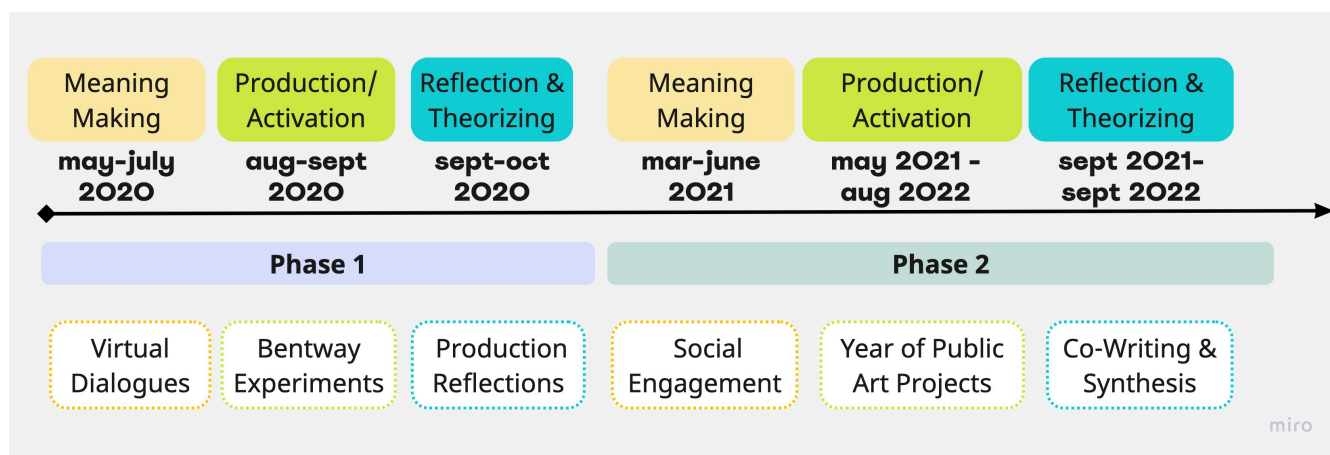 Meaning
Making
Production/
Activation
Reflection &
Theorizing
Meaning
Making
Production/
Activation
Reflection &
Theorizing
may-july
2020
aug-sept
2020
sept-oct
2020
mar-june
2021
may 2021 -
aug 2022
sept 2021-
sept 2022
Phase 1
Phase 2
Virtual
Dialogues
Bentway
Experiments
Production
Reflections
Social
Engagement
Year of Public
Art Projects
Co-Writing &
Synthesis
miro